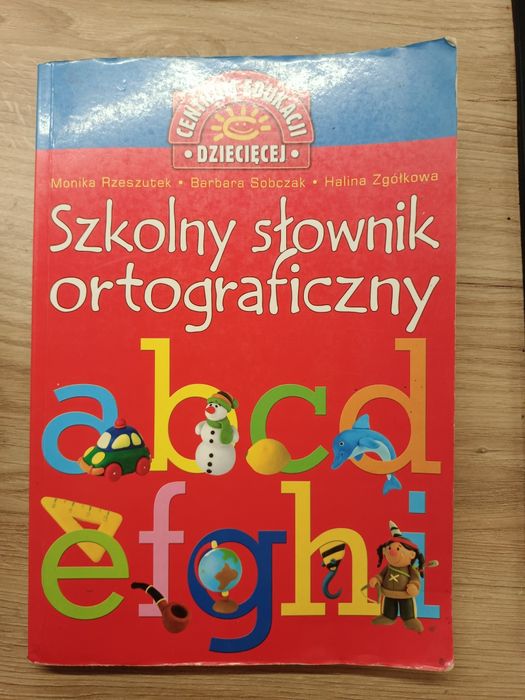 CENTRUM EDUKACJI
DZIECIĘCEJ
Monika Rzeszutek • Barbara Sobczak • Halina Zgółkowa
Szkolny słownik
ortograficzny
abcd
efghi